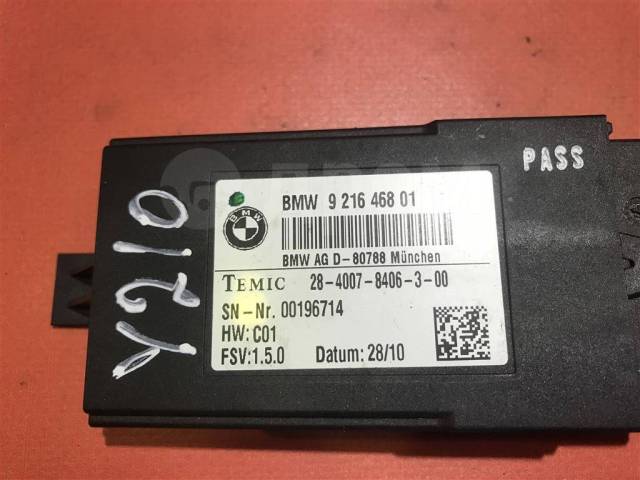 PASS
BMW 9 216 468 01
BMW
BMW AG D-80788 München
TEMIC 28-4007-8406-3-00
SN-Nr. 00196714
HW: C01
FSV:1.5.0 Datum: 28/10
Y210